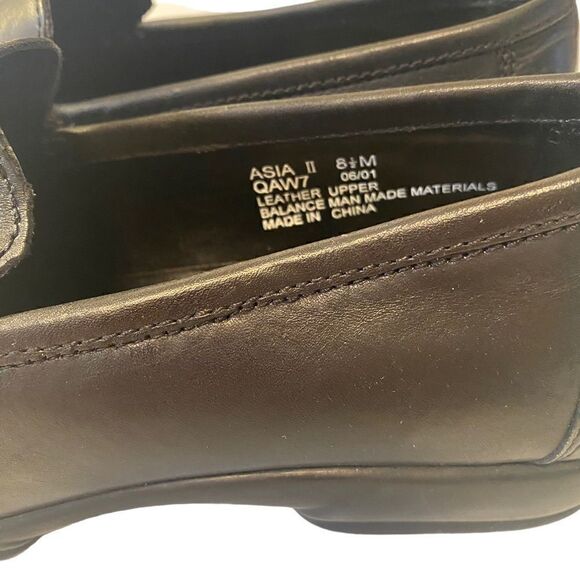 ASIA II 8½M
QAW7 06/01
LEATHER UPPER
BALANCE MAN MADE MATERIALS
MADE IN CHINA